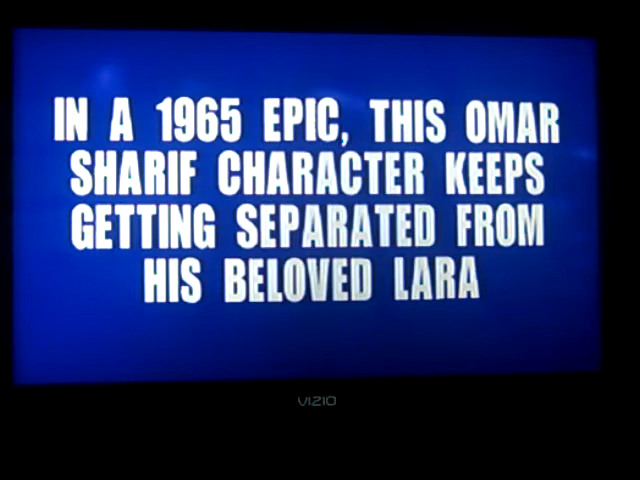 IN A 1965 EPIC, THIS OMAR
SHARIF CHARACTER KEEPS
GETTING SEPARATED FROM
HIS BELOVED LARA
VIZIO